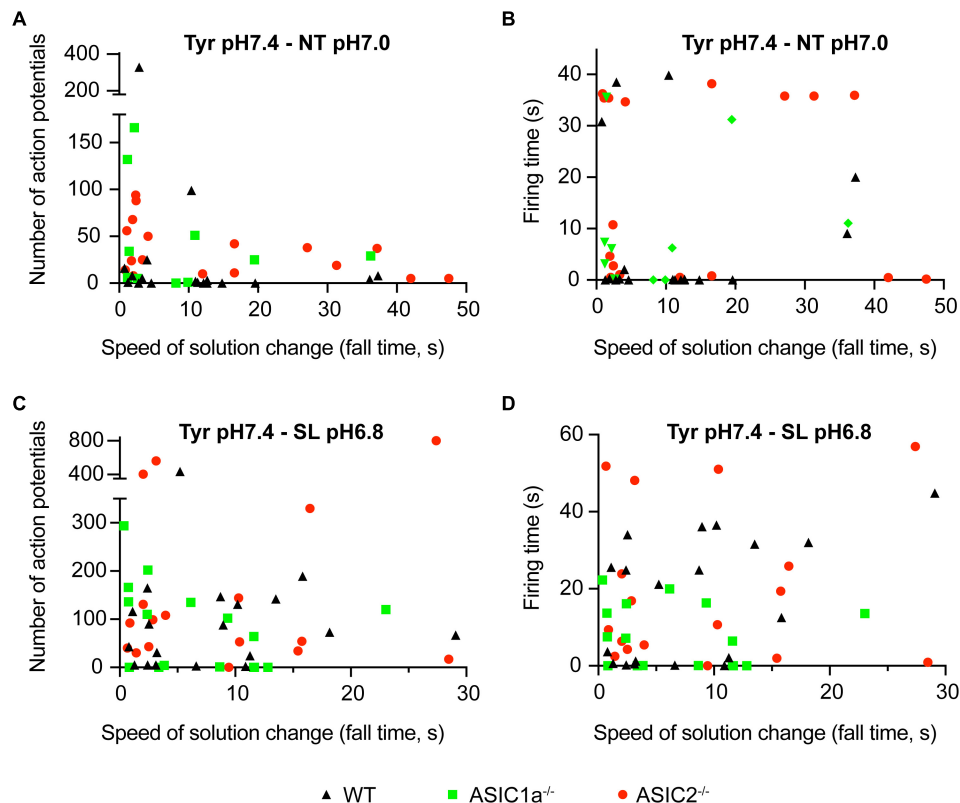 A
Tyr pH7.4 - NT pH7.0
Number of action potentials
400
200
150
100
50
0
0 10 20 30 40 50
Speed of solution change (fall time, s)
B
Tyr pH7.4 - NT pH7.0
Firing time (s)
40
30
20
10
0
0 10 20 30 40 50
Speed of solution change (fall time, s)
C
Tyr pH7.4 - SL pH6.8
Number of action potentials
800
400
300
200
100
0
0 10 20 30
Speed of solution change (fall time, s)
D
Tyr pH7.4 - SL pH6.8
Firing time (s)
60
40
20
0
0 10 20 30
Speed of solution change (fall time, s)
WT ASIC1a-/- ASIC2-/-